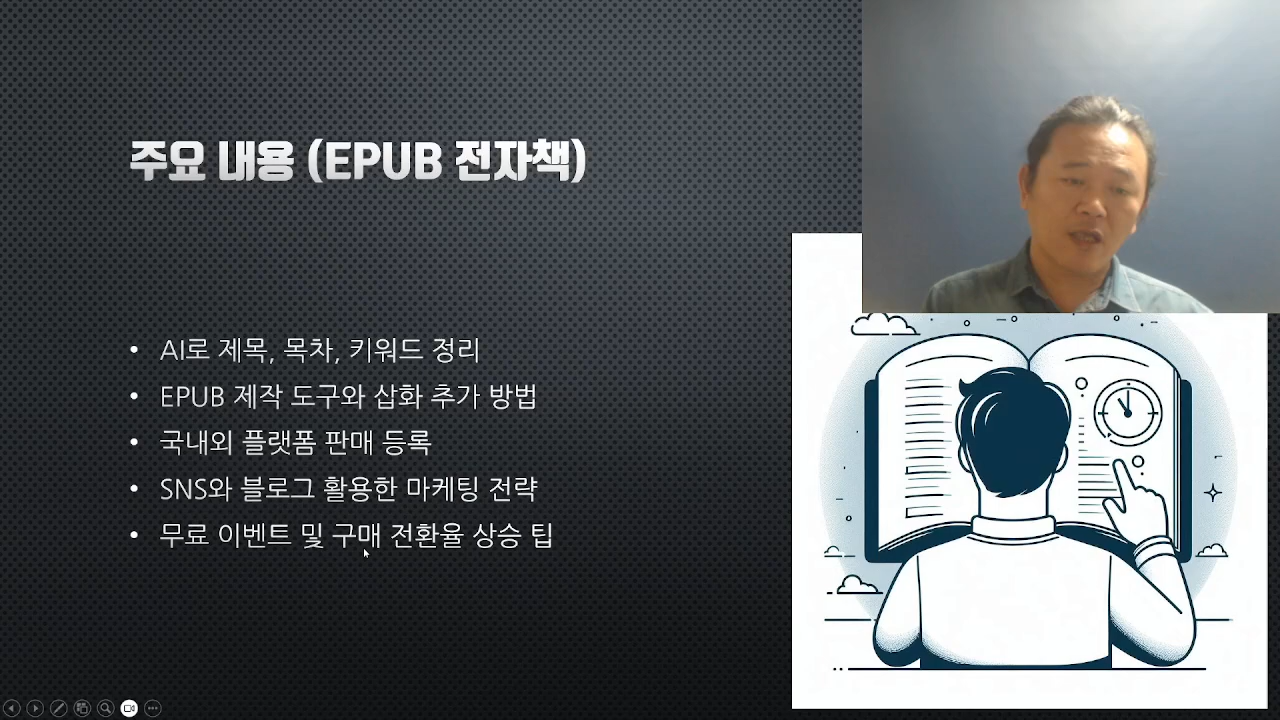 주요 내용 (EPUB 전자책)
• AI로 제목, 목차, 키워드 정리
• EPUB 제작 도구와 삽화 추가 방법
• 국내외 플랫폼 판매 등록
• SNS와 블로그 활용한 마케팅 전략
• 무료 이벤트 및 구매 전환율 상승 팁